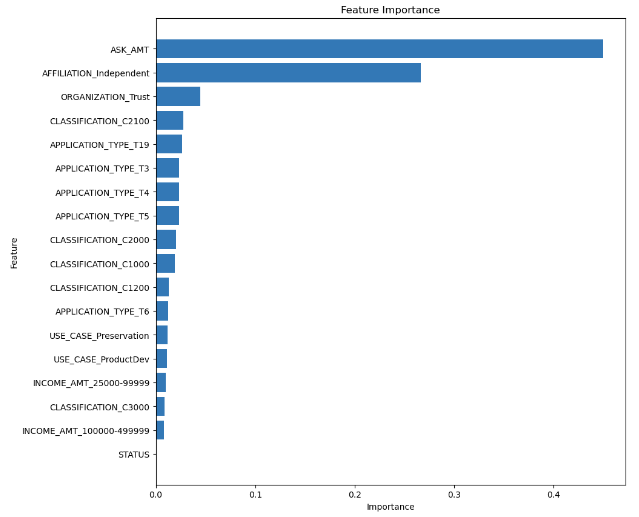 Feature Importance
ASK_AMT
AFFILIATION_Independent
ORGANIZATION_Trust
CLASSIFICATION_C2100
APPLICATION_TYPE_T19
APPLICATION_TYPE_T3
APPLICATION_TYPE_T4
APPLICATION_TYPE_T5
CLASSIFICATION_C2000
CLASSIFICATION_C1000
CLASSIFICATION_C1200
APPLICATION_TYPE_T6
USE_CASE_Preservation
USE_CASE_ProductDev
INCOME_AMT_25000-99999
CLASSIFICATION_C3000
INCOME_AMT_100000-499999
STATUS
Feature
0.0 0.1 0.2 0.3 0.4
Importance